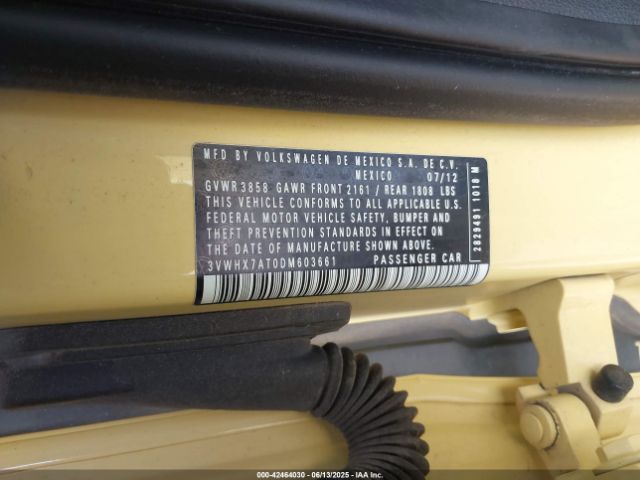 MFD BY VOLKSWAGEN DE MEXICO S.A. DE C.V.
MEXICO 07/12
GVWR 3858 GAWR FRONT 2161 / REAR 1808 LBS
THIS VEHICLE CONFORMS TO ALL APPLICABLE U.S.
FEDERAL MOTOR VEHICLE SAFETY, BUMPER AND
THEFT PREVENTION STANDARDS IN EFFECT ON
THE DATE OF MANUFACTURE SHOWN ABOVE.
3VWHX7AT0DM603661 PASSENGER CAR
2829491 1018 M
000-42464030 - 06/13/2025 - IAA Inc.